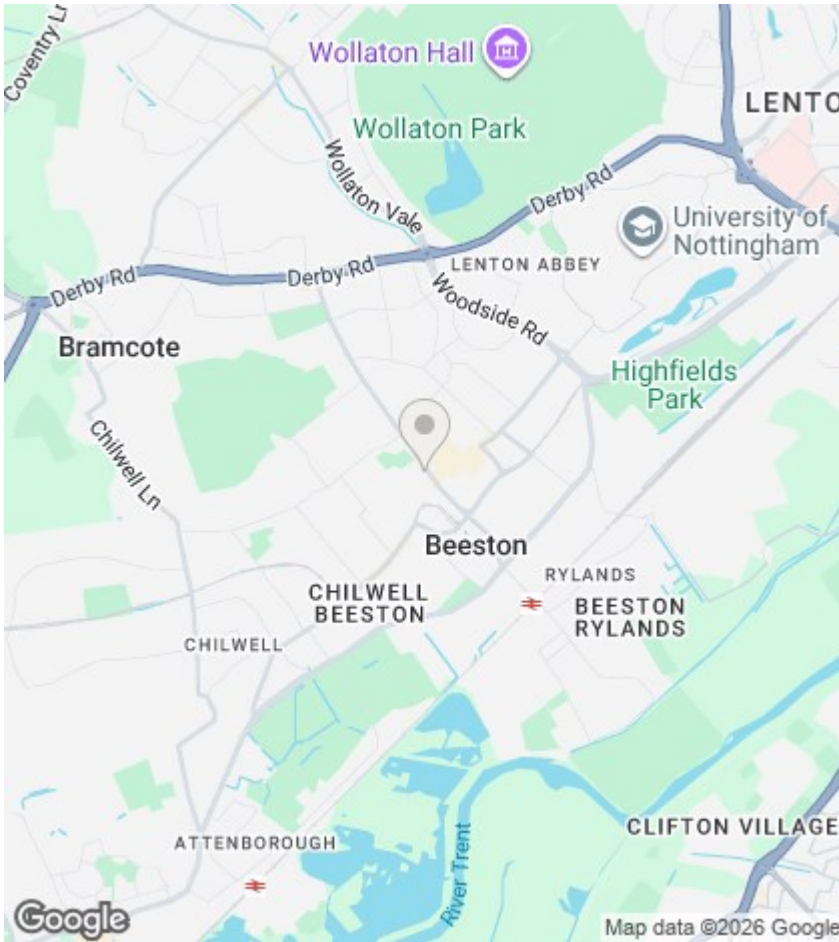 Coventry Ln
Wollaton Hall
LENTO
Wollaton Park
Wollaton Vale
Derby Rd
University of
Nottingham
LENTON ABBEY
Derby Rd
Derby Rd
Woodside Rd
Bramcote
Highfields
Park
Chilwell Ln
Beeston
RYLANDS
CHILWELL
BEESTON
BEESTON
RYLANDS
CHILWELL
CLIFTON VILLAGE
ATTENBOROUGH
River Trent
Google
Map data ©2026 Google